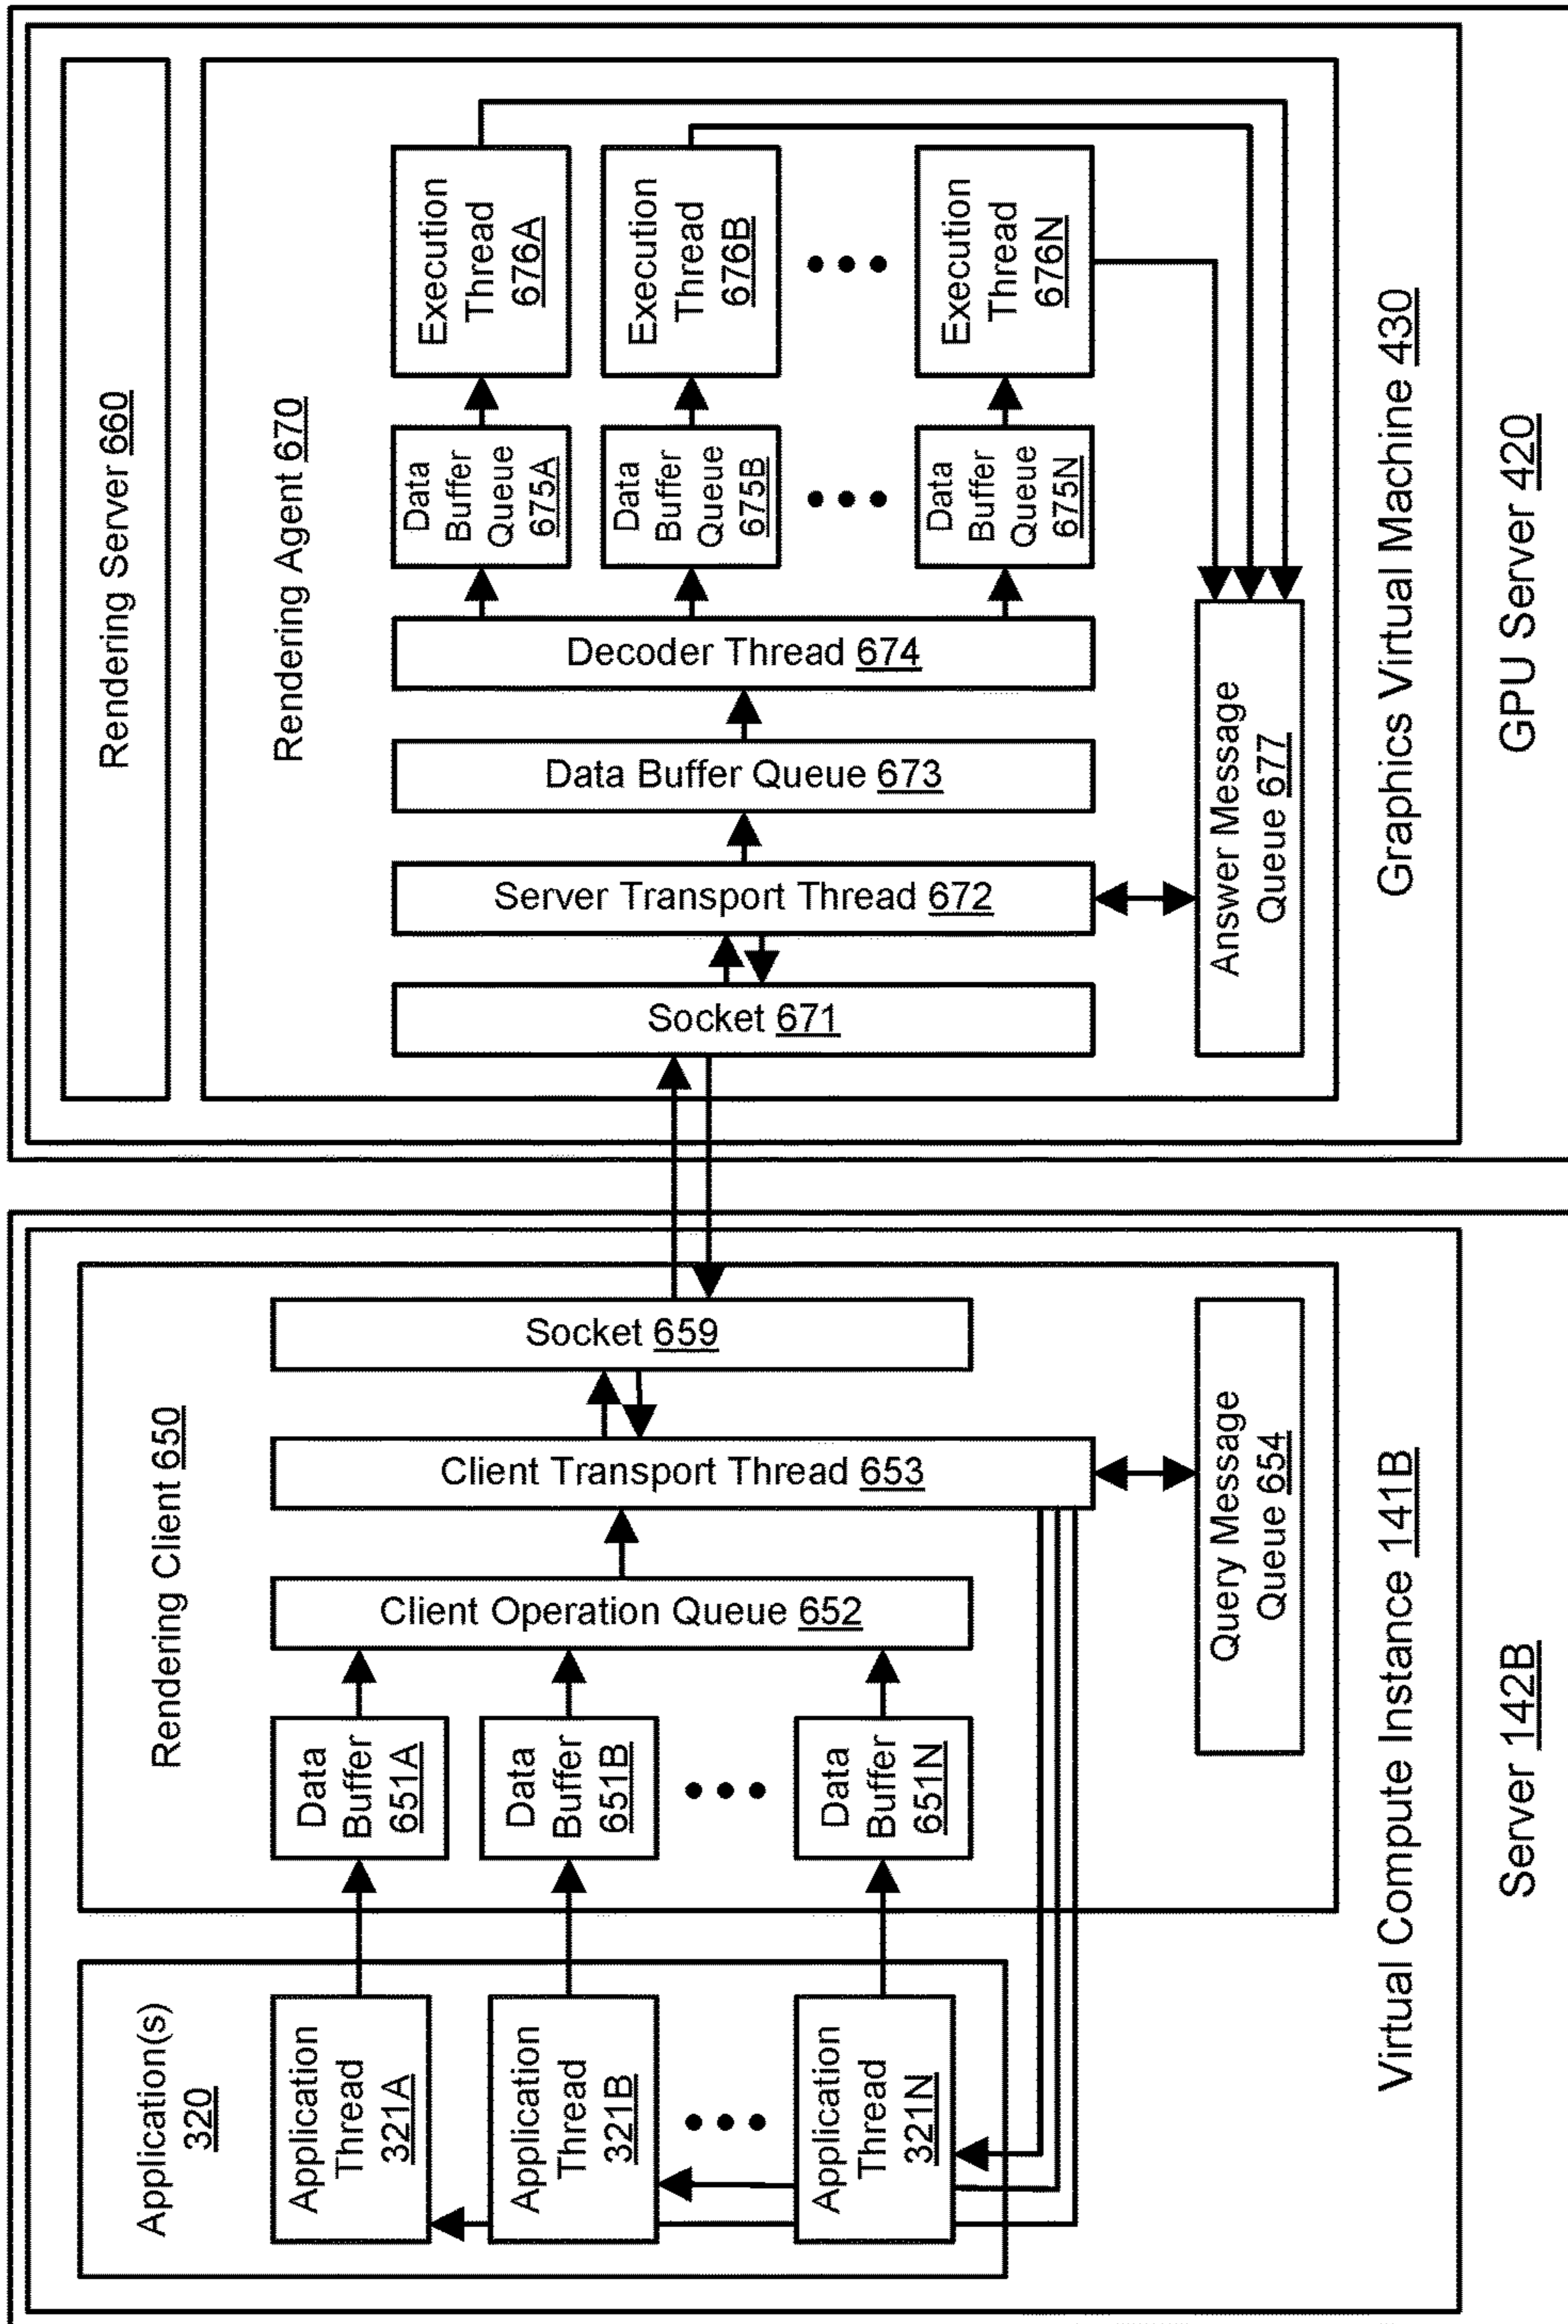 Application(s)
320
Application
Thread
321A
Application
Thread
321B
Application
Thread
321N
Rendering Client 650
Data
Buffer
651A
Data
Buffer
651B
Data
Buffer
651N
Client Operation Queue 652
Client Transport Thread 653
Socket 659
Query Message
Queue 654
Virtual Compute Instance 141B
Server 142B
Rendering Server 660
Rendering Agent 670
Socket 671
Server Transport Thread 672
Data Buffer Queue 673
Decoder Thread 674
Data
Buffer
Queue
675A
Data
Buffer
Queue
675B
Data
Buffer
Queue
675N
Execution
Thread
676A
Execution
Thread
676B
Execution
Thread
676N
Answer Message
Queue 677
Graphics Virtual Machine 430
GPU Server 420